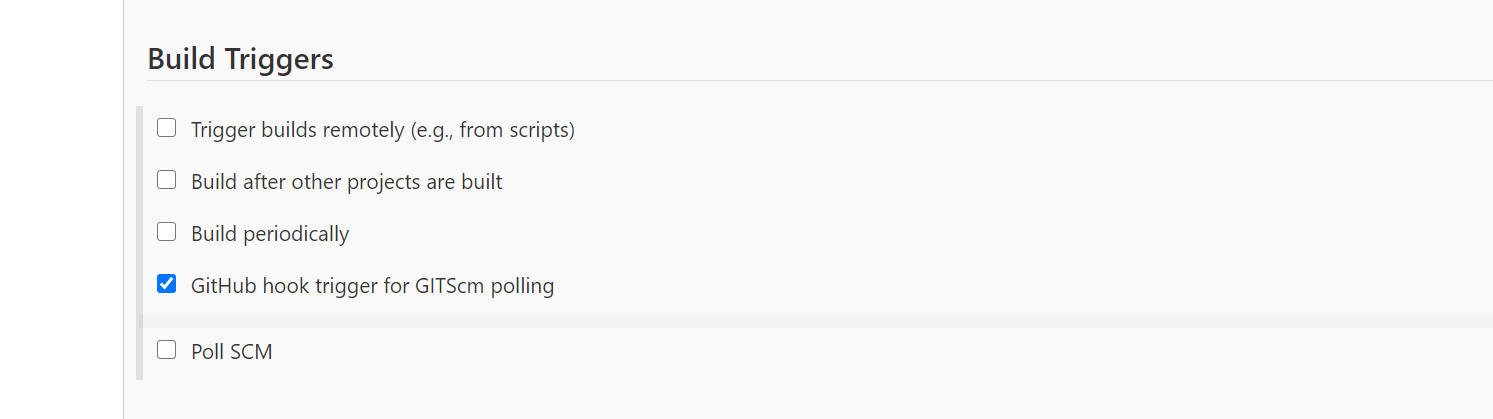 Build Triggers
Trigger builds remotely (e.g., from scripts)
Build after other projects are built
Build periodically
GitHub hook trigger for GITScm polling
Poll SCM